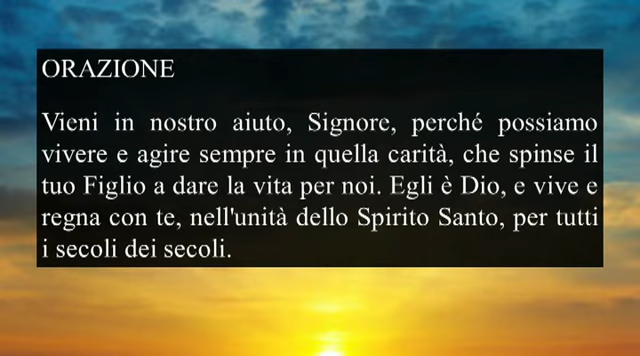 ORAZIONE
Vieni in nostro aiuto, Signore, perché possiamo
vivere e agire sempre in quella carità, che spinse il
tuo Figlio a dare la vita per noi. Egli è Dio, e vive e
regna con te, nell'unità dello Spirito Santo, per tutti
i secoli dei secoli.